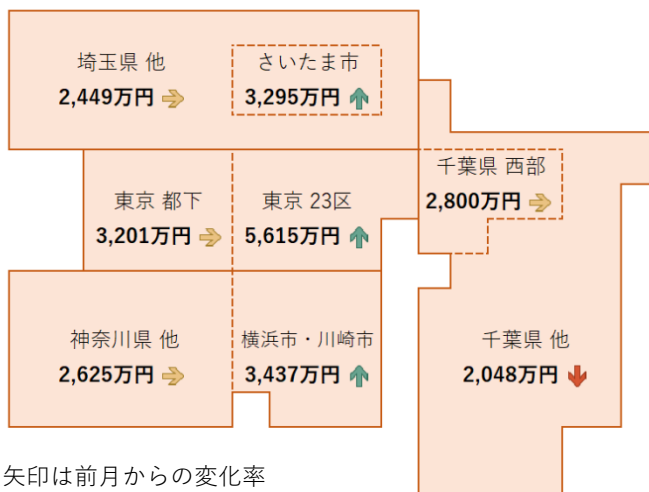 埼玉県 他
2,449万円
さいたま市
3,295万円
千葉県 西部
2,800万円
東京 都下
3,201万円
東京 23区
5,615万円
神奈川県 他
2,625万円
横浜市・川崎市
3,437万円
千葉県 他
2,048万円
矢印は前月からの変化率